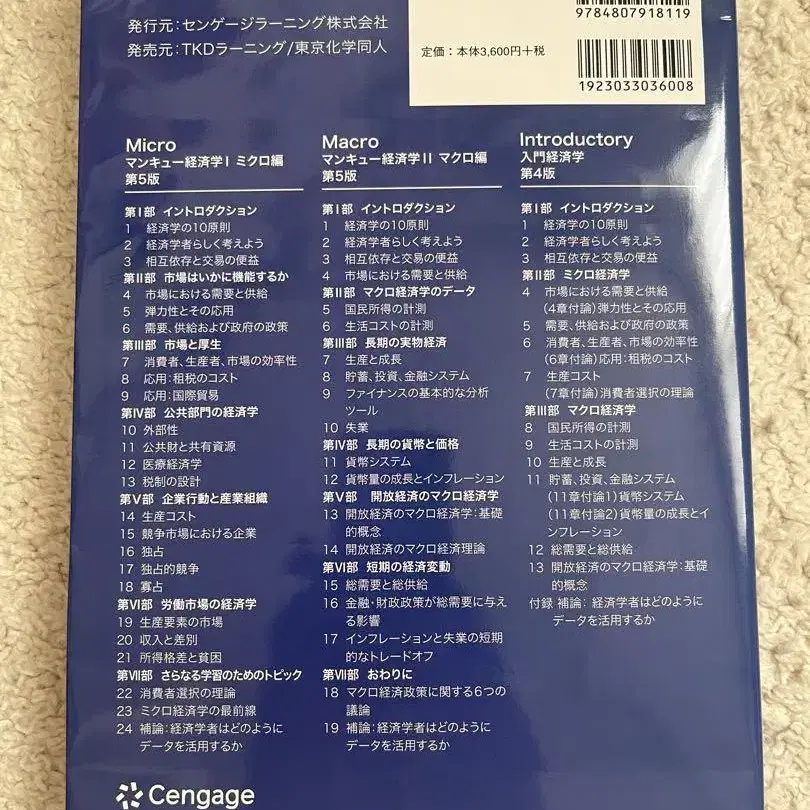 9784807918119
発行元：センゲージラーニング株式会社
発売元：TKDラーニング/東京化学同人
定価：本体3,600円+税
1923033036008
Micro
マンキュー経済学I ミクロ編
第5版
第I部 イントロダクション
1 経済学の10原則
2 経済学者らしく考えよう
3 相互依存と交易の便益
第II部 市場はいかに機能するか
4 市場における需要と供給
5 弾力性とその応用
6 需要、供給および政府の政策
第III部 市場と厚生
7 消費者、生産者、市場の効率性
8 応用：租税のコスト
9 応用：国際貿易
第IV部 公共部門の経済学
10 外部性
11 公共財と共有資源
12 医療経済学
13 税制の設計
第V部 企業行動と産業組織
14 生産コスト
15 競争市場における企業
16 独占
17 独占的競争
18 寡占
第VI部 労働市場の経済学
19 生産要素の市場
20 収入と差別
21 所得格差と貧困
第VII部 さらなる学習のためのトピック
22 消費者選択の理論
23 ミクロ経済学の最前線
24 補論：経済学者はどのように
データを活用するか
Macro
マンキュー経済学II マクロ編
第5版
第I部 イントロダクション
1 経済学の10原則
2 経済学者らしく考えよう
3 相互依存と交易の便益
4 市場における需要と供給
第II部 マクロ経済学のデータ
5 国民所得の計測
6 生活コストの計測
第III部 長期の実物経済
7 生産と成長
8 貯蓄、投資、金融システム
9 ファイナンスの基本的な分析
ツール
10 失業
第IV部 長期の貨幣と価格
11 貨幣システム
12 貨幣量の成長とインフレーション
第V部 開放経済のマクロ経済学
13 開放経済のマクロ経済学：基礎
的概念
14 開放経済のマクロ経済理論
第VI部 短期の経済変動
15 総需要と総供給
16 金融・財政政策が総需要に与え
る影響
17 インフレーションと失業の短期
的なトレードオフ
第VII部 おわりに
18 マクロ経済政策に関する6つの
議論
19 補論：経済学者はどのように
データを活用するか
Introductory
入門経済学
第4版
第I部 イントロダクション
1 経済学の10原則
2 経済学者らしく考えよう
3 相互依存と交易の便益
第II部 ミクロ経済学
4 市場における需要と供給
(4章付論)弾力性とその応用
5 需要、供給および政府の政策
6 消費者、生産者、市場の効率性
(6章付論)応用：租税のコスト
7 生産コスト
(7章付論)消費者選択の理論
第III部 マクロ経済学
8 国民所得の計測
9 生活コストの計測
10 生産と成長
11 貯蓄、投資、金融システム
(11章付論1)貨幣システム
(11章付論2)貨幣量の成長とイ
ンフレーション
12 総需要と総供給
13 開放経済のマクロ経済学：基礎
的概念
付録 補論：経済学者はどのように
データを活用するか
Cengage